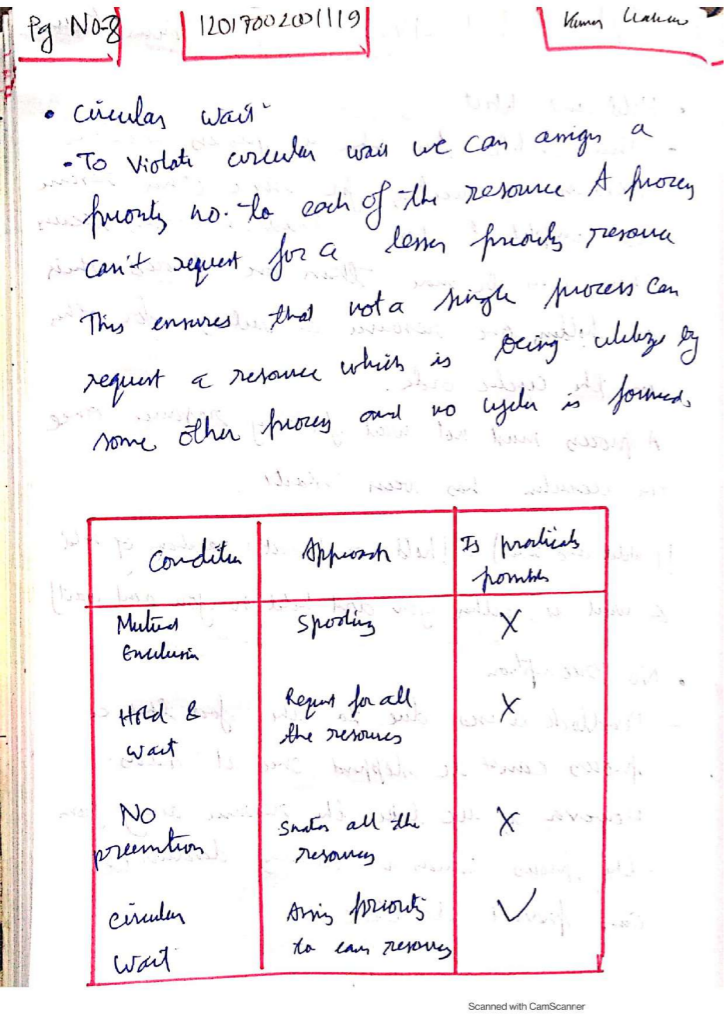 Pg No-8
12017002001119
Kumar
• Circular wait-
• To violate circular wait we can assign a
priority no. to each of the resource A process
can't request for a lesser priority resource
This ensures that not a single process can
request a resource which is being utilize by
some other process and no cycle is formed.
Condition Approach Is practicals possible
Mutual Exclusion Spooling X
Hold & wait Request for all the resources X
NO preemtion Snatch all the resources X
circular wait Assign priority to each resources ✓
Scanned with CamScanner